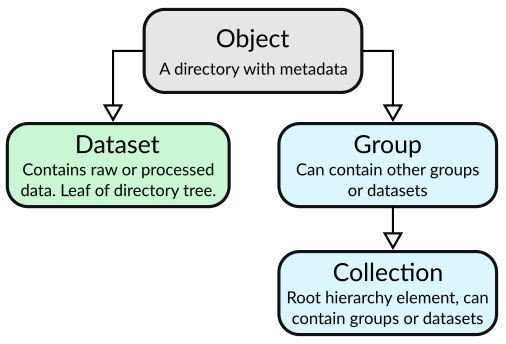 Object
A directory with metadata
Dataset
Contains raw or processed
data. Leaf of directory tree.
Group
Can contain other groups
or datasets
Collection
Root hierarchy element, can
contain groups or datasets